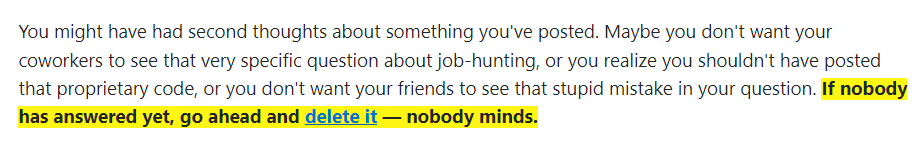 You might have had second thoughts about something you've posted. Maybe you don't want your
coworkers to see that very specific question about job-hunting, or you realize you shouldn't have posted
that proprietary code, or you don't want your friends to see that stupid mistake in your question. If nobody
has answered yet, go ahead and delete it — nobody minds.